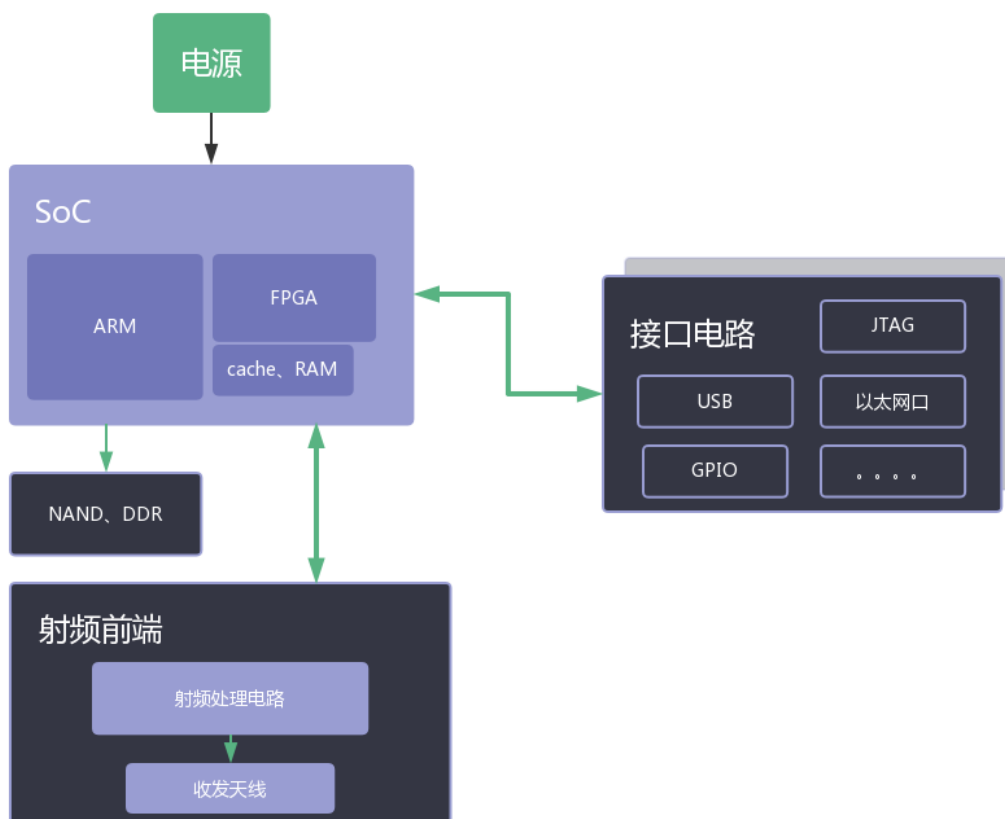 电源
SoC
ARM
FPGA
cache、RAM
接口电路
JTAG
USB
以太网口
GPIO
。。。。
NAND、DDR
射频前端
射频处理电路
收发天线